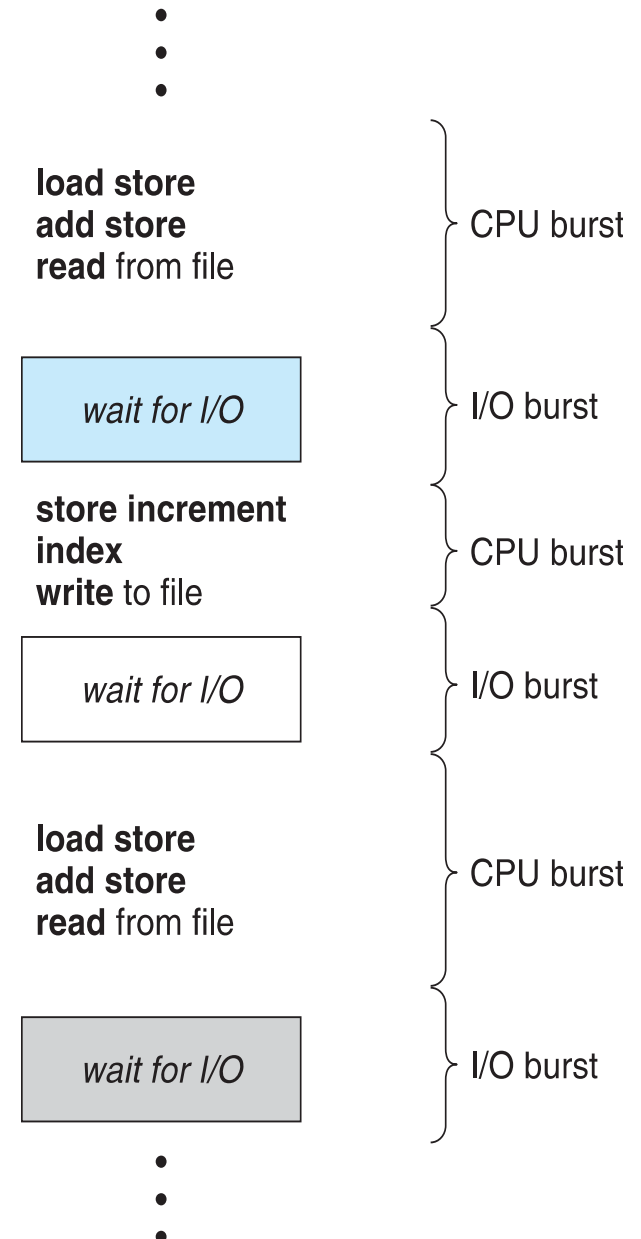 load store
add store
read from file
CPU burst
wait for I/O
I/O burst
store increment
index
write to file
CPU burst
wait for I/O
I/O burst
load store
add store
read from file
CPU burst
wait for I/O
I/O burst